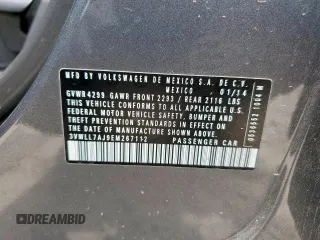 MFD. BY VOLKSWAGEN DE MEXICO S.A. DE C.V.
MEXICO 01/14
GVWR4299 GAWR FRONT 2293 / REAR 2116 LBS
THIS VEHICLE CONFORMS TO ALL APPLICABLE
FEDERAL MOTOR VEHICLE SAFETY, BUMPER, AND
THEFT PREVENTION STANDARDS IN EFFECT ON
THE DATE OF MANUFACTURE SHOWN ABOVE.
3VWLL7AJ9EM267152
PASSENGER CAR
DREAMBID